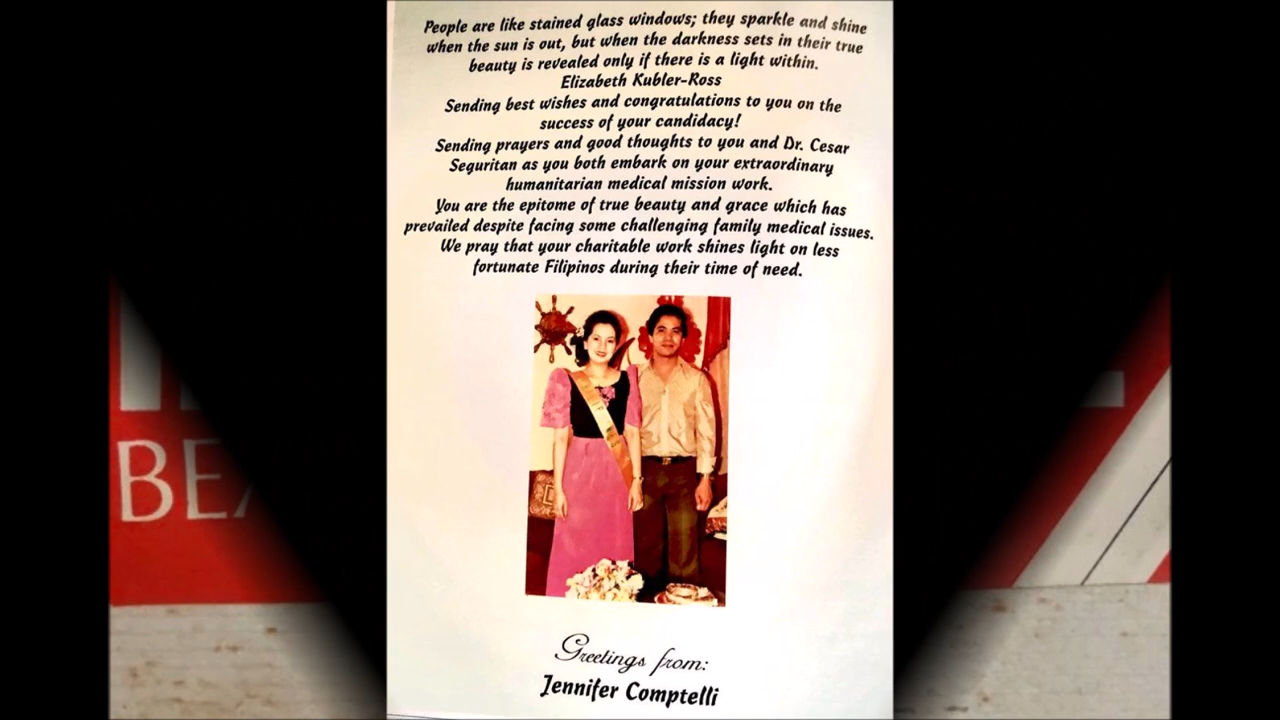 People are like stained glass windows; they sparkle and shine
when the sun is out, but when the darkness sets in their true
beauty is revealed only if there is a light within.
Elizabeth Kubler-Ross
Sending best wishes and congratulations to you on the
success of your candidacy!
Sending prayers and good thoughts to you and Dr. Cesar
Seguritan as you both embark on your extraordinary
humanitarian medical mission work.
You are the epitome of true beauty and grace which has
prevailed despite facing some challenging family medical issues.
We pray that your charitable work shines light on less
fortunate Filipinos during their time of need.
Greetings from:
Jennifer Comptelli